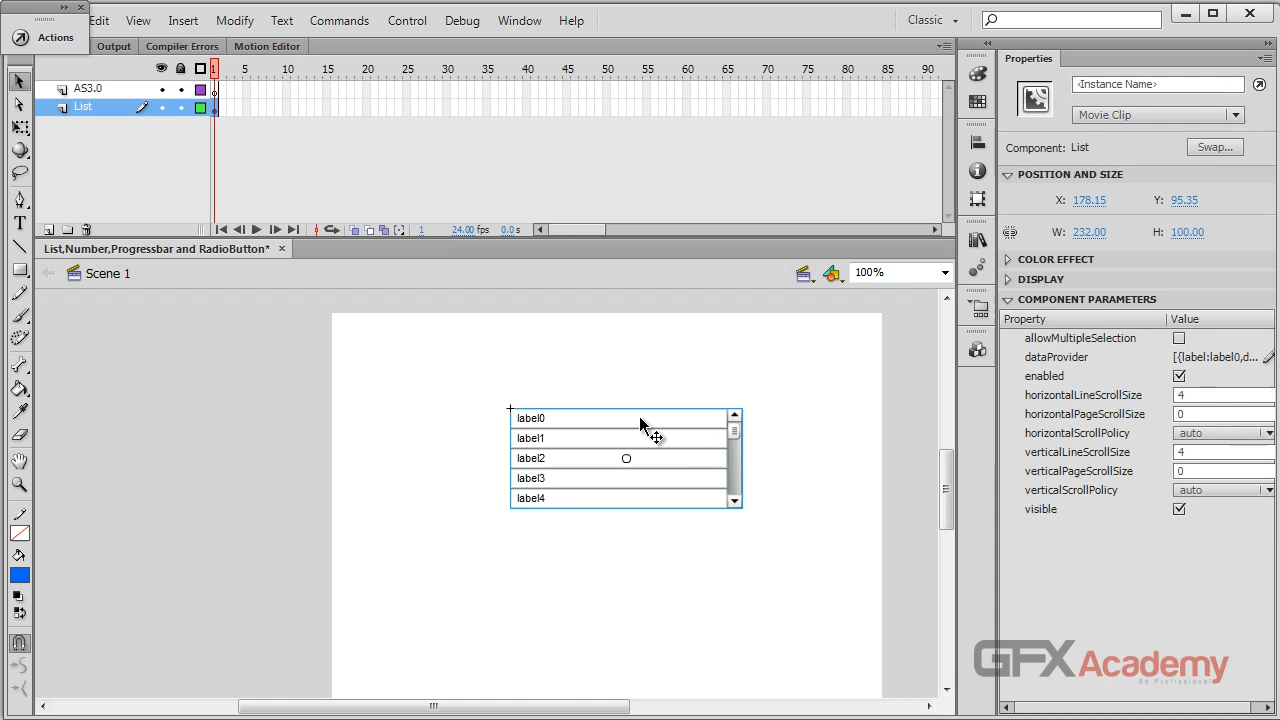 Edit View Insert Modify Text Commands Control Debug Window Help Classic
Actions
Output Compiler Errors Motion Editor
Properties
1 5 10 15 20 25 30 35 40 45 50 55 60 65 70 75 80 85 90
AS3.0
<Instance Name>
List
Movie Clip
Component: List Swap...
POSITION AND SIZE
X: 178.15 Y: 95.35
1 24.00 fps 0.0 s
W: 232.00 H: 100.00
List,Number,Progressbar and RadioButton*
COLOR EFFECT
Scene 1 100%
DISPLAY
COMPONENT PARAMETERS
Property Value
allowMultipleSelection
dataProvider [{label:label0,d...
enabled
horizontalLineScrollSize 4
horizontalPageScrollSize 0
horizontalScrollPolicy auto
verticalLineScrollSize 4
verticalPageScrollSize 0
verticalScrollPolicy auto
visible
label0
label1
label2
label3
label4
GFXAcademy
Be Professional